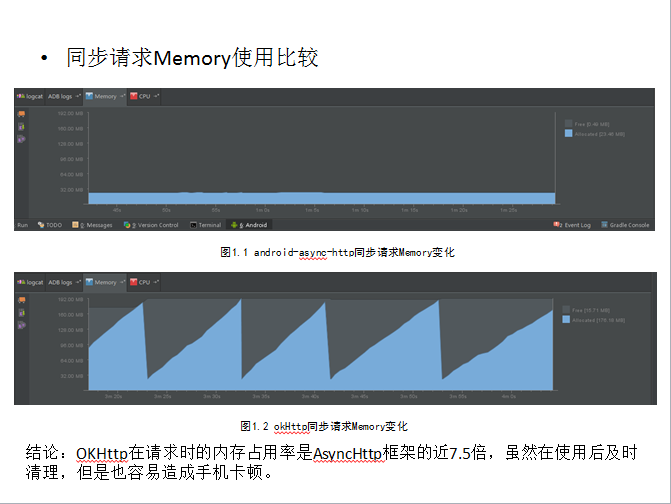 • 同步请求Memory使用比较
logcat ADB logs Memory CPU
192.00 MB
160.00 MB
128.00 MB
96.00 MB
64.00 MB
32.00 MB
Free [5.46 MB]
Allocated [23.46 MB]
45s 50s 55s 1m 0s 1m 5s 1m 10s 1m 15s 1m 20s 1m 25s
Run TODO 0: Messages 9: Version Control Terminal 6: Android 2 Event Log Gradle Console
图1.1 android-async-http同步请求Memory变化
logcat ADB logs Memory CPU
192.00 MB
160.00 MB
128.00 MB
96.00 MB
64.00 MB
32.00 MB
3m 20s 3m 25s 3m 30s 3m 35s 3m 40s 3m 45s 3m 50s 3m 55s 4m 0s
图1.2 okHttp同步请求Memory变化
结论：OKHttp在请求时的内存占用率是AsyncHttp框架的近7.5倍，虽然在使用后及时
清理，但是也容易造成手机卡顿。